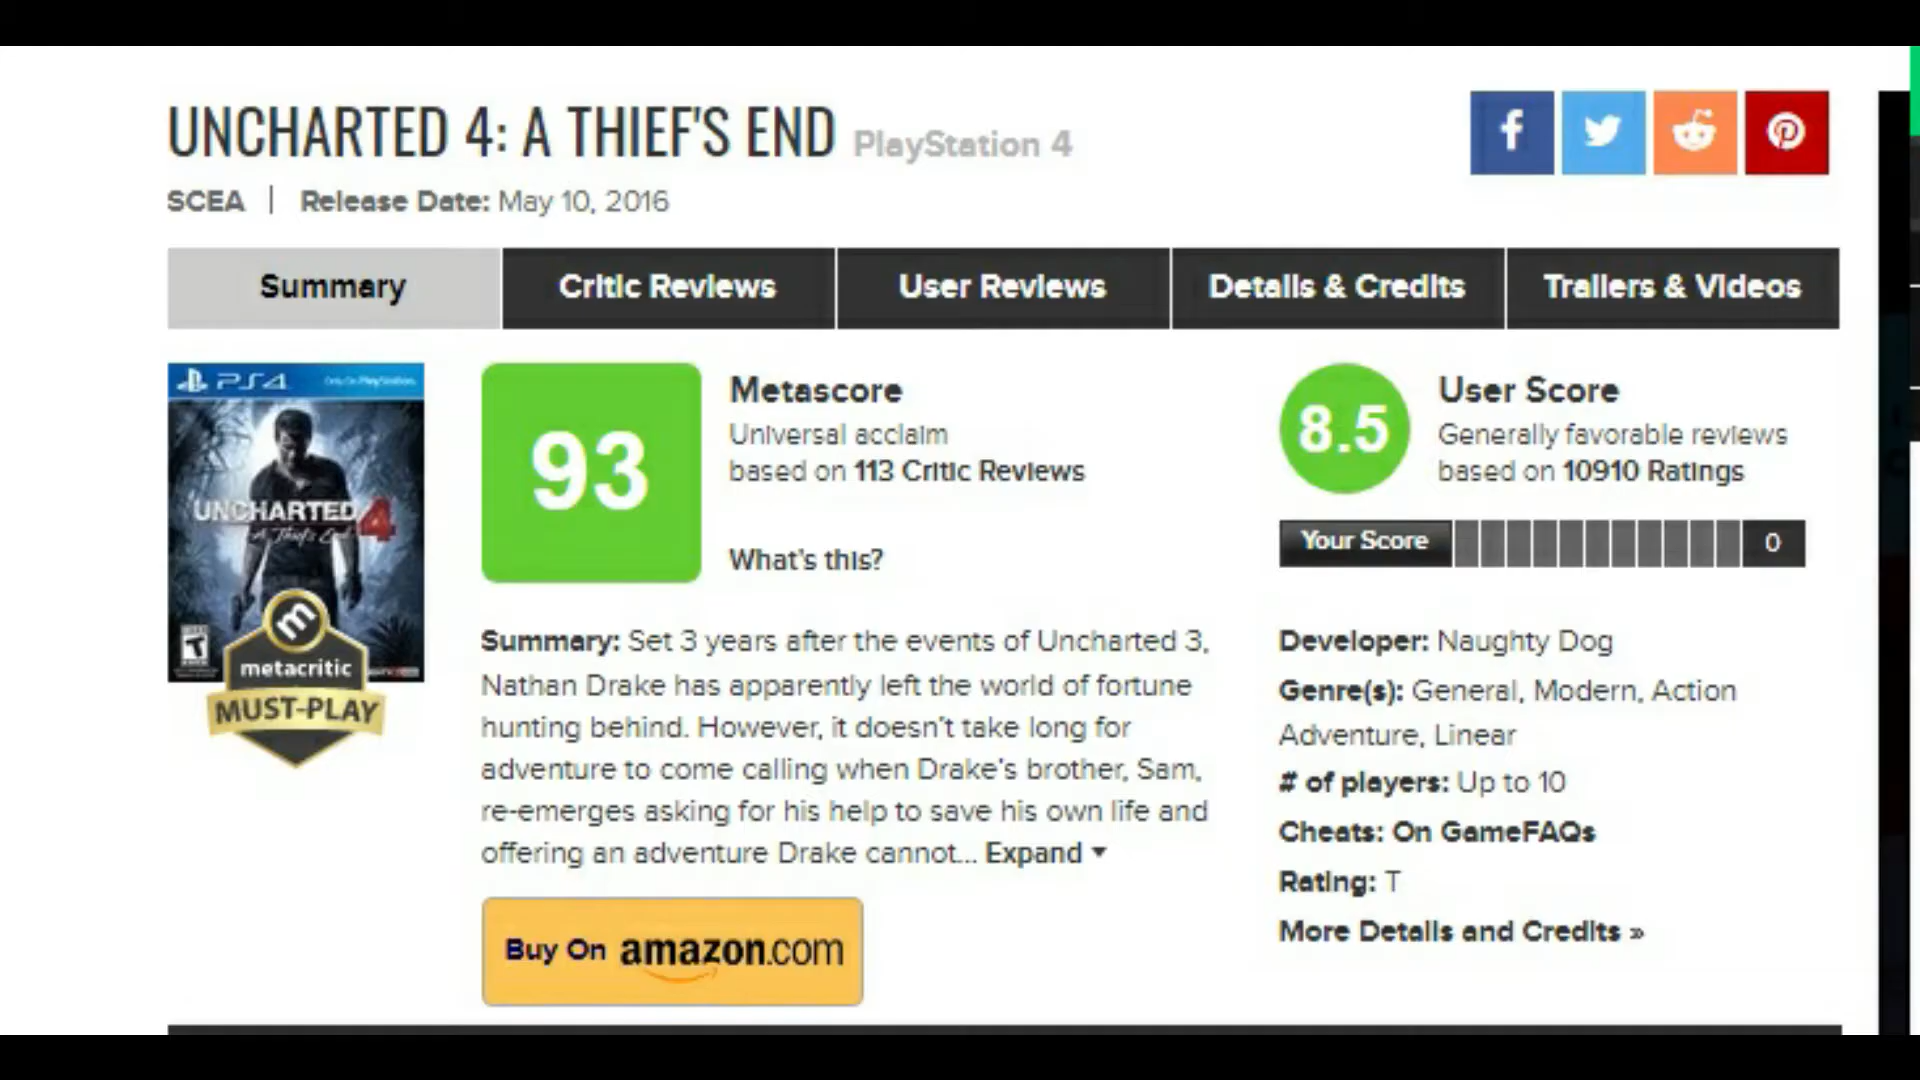 UNCHARTED 4: A THIEF'S END PlayStation 4
SCEA | Release Date: May 10, 2016
Summary
Critic Reviews
User Reviews
Details & Credits
Trailers & Videos
PS4
Only On PlayStation
UNCHARTED 4
A Thief's End
T
m
metacritic
MUST-PLAY
93
Metascore
Universal acclaim
based on 113 Critic Reviews
What's this?
Summary: Set 3 years after the events of Uncharted 3,
Nathan Drake has apparently left the world of fortune
hunting behind. However, it doesn't take long for
adventure to come calling when Drake's brother, Sam,
re-emerges asking for his help to save his own life and
offering an adventure Drake cannot... Expand
Buy On amazon.com
8.5
User Score
Generally favorable reviews
based on 10910 Ratings
Your Score
0
Developer: Naughty Dog
Genre(s): General, Modern, Action
Adventure, Linear
# of players: Up to 10
Cheats: On GameFAQs
Rating: T
More Details and Credits »